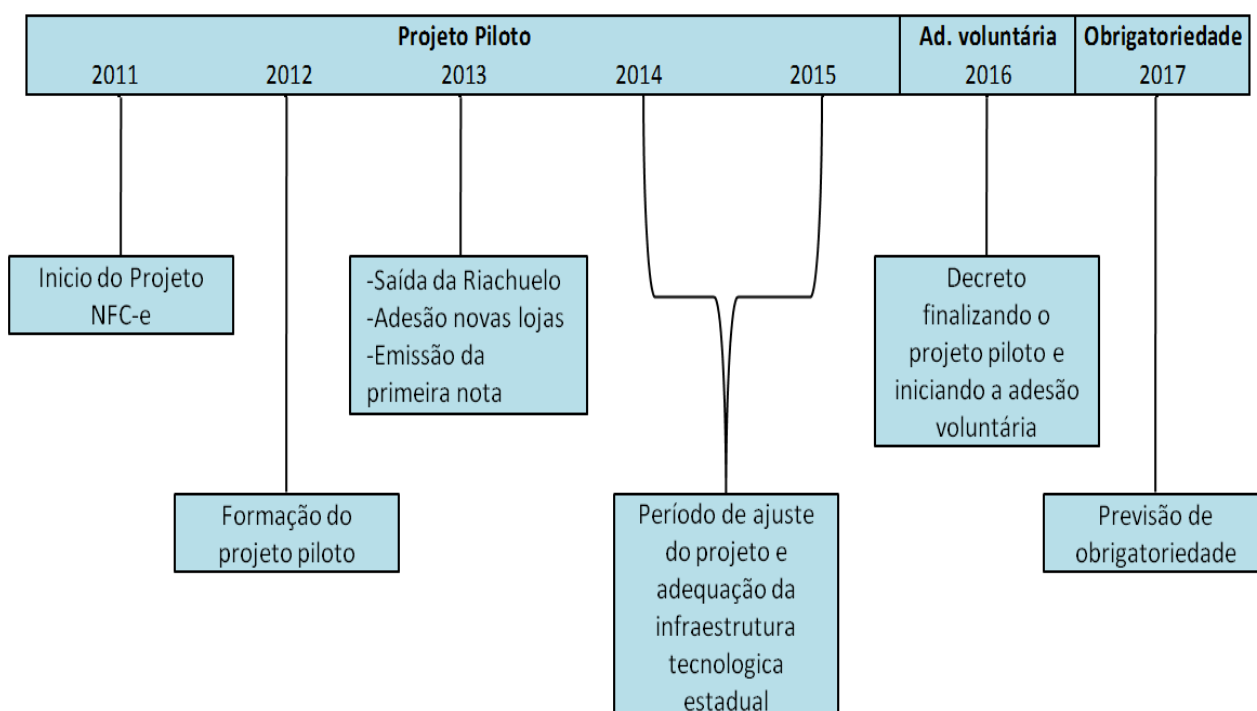 Projeto Piloto
Ad. voluntária
Obrigatoriedade
2011
2012
2013
2014
2015
2016
2017
Inicio do Projeto
NFC-e
Formação do
projeto piloto
-Saída da Riachuelo
-Adesão novas lojas
-Emissão da
primeira nota
Período de ajuste
do projeto e
adequação da
infraestrutura
tecnologica
estadual
Decreto
finalizando o
projeto piloto e
iniciando a adesão
voluntária
Previsão de
obrigatoriedade